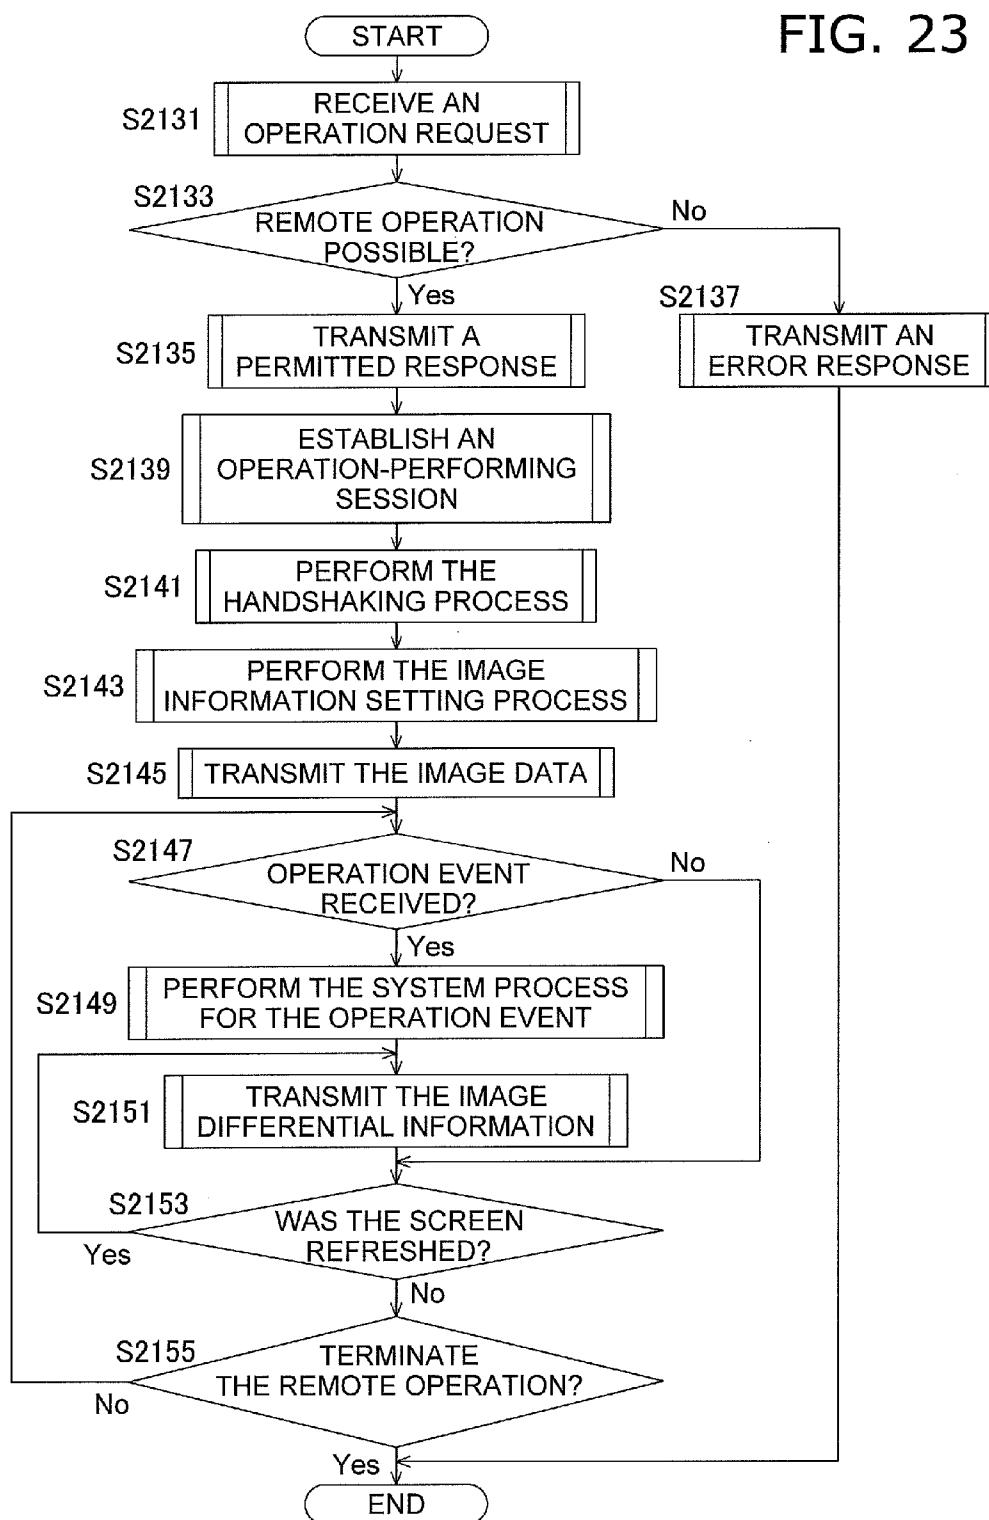 FIG. 23
START
S2131
RECEIVE AN
OPERATION REQUEST
S2133
REMOTE OPERATION
POSSIBLE?
No
Yes
S2135
TRANSMIT A
PERMITTED RESPONSE
S2137
TRANSMIT AN
ERROR RESPONSE
S2139
ESTABLISH AN
OPERATION-PERFORMING
SESSION
S2141
PERFORM THE
HANDSHAKING PROCESS
S2143
PERFORM THE IMAGE
INFORMATION SETTING PROCESS
S2145
TRANSMIT THE IMAGE DATA
S2147
OPERATION EVENT
RECEIVED?
No
Yes
S2149
PERFORM THE SYSTEM PROCESS
FOR THE OPERATION EVENT
S2151
TRANSMIT THE IMAGE
DIFFERENTIAL INFORMATION
S2153
WAS THE SCREEN
REFRESHED?
Yes
No
S2155
TERMINATE
THE REMOTE OPERATION?
No
Yes
END